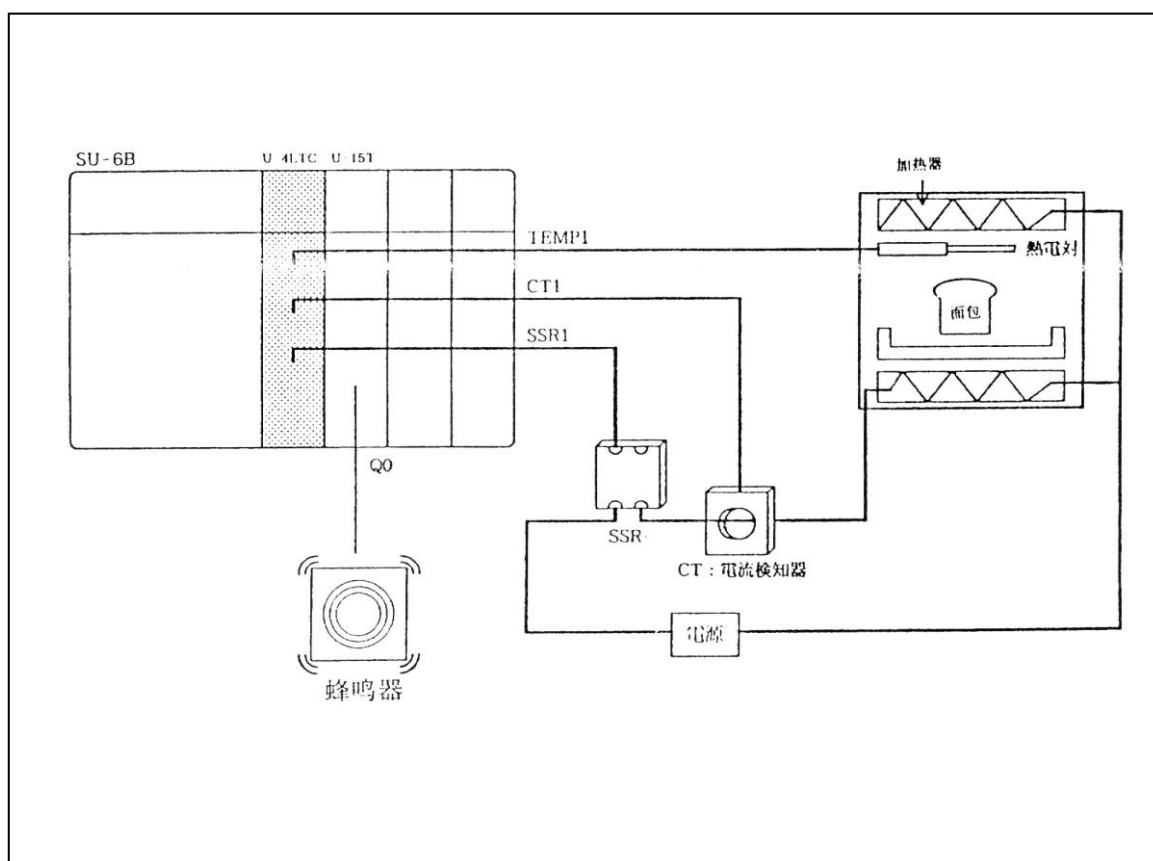 SU-6B
U-4LTC U-15T
加热器
TEMP1
熱電対
CT1
面包
SSR1
Q0
SSR
CT：電流検知器
電源
蜂鸣器